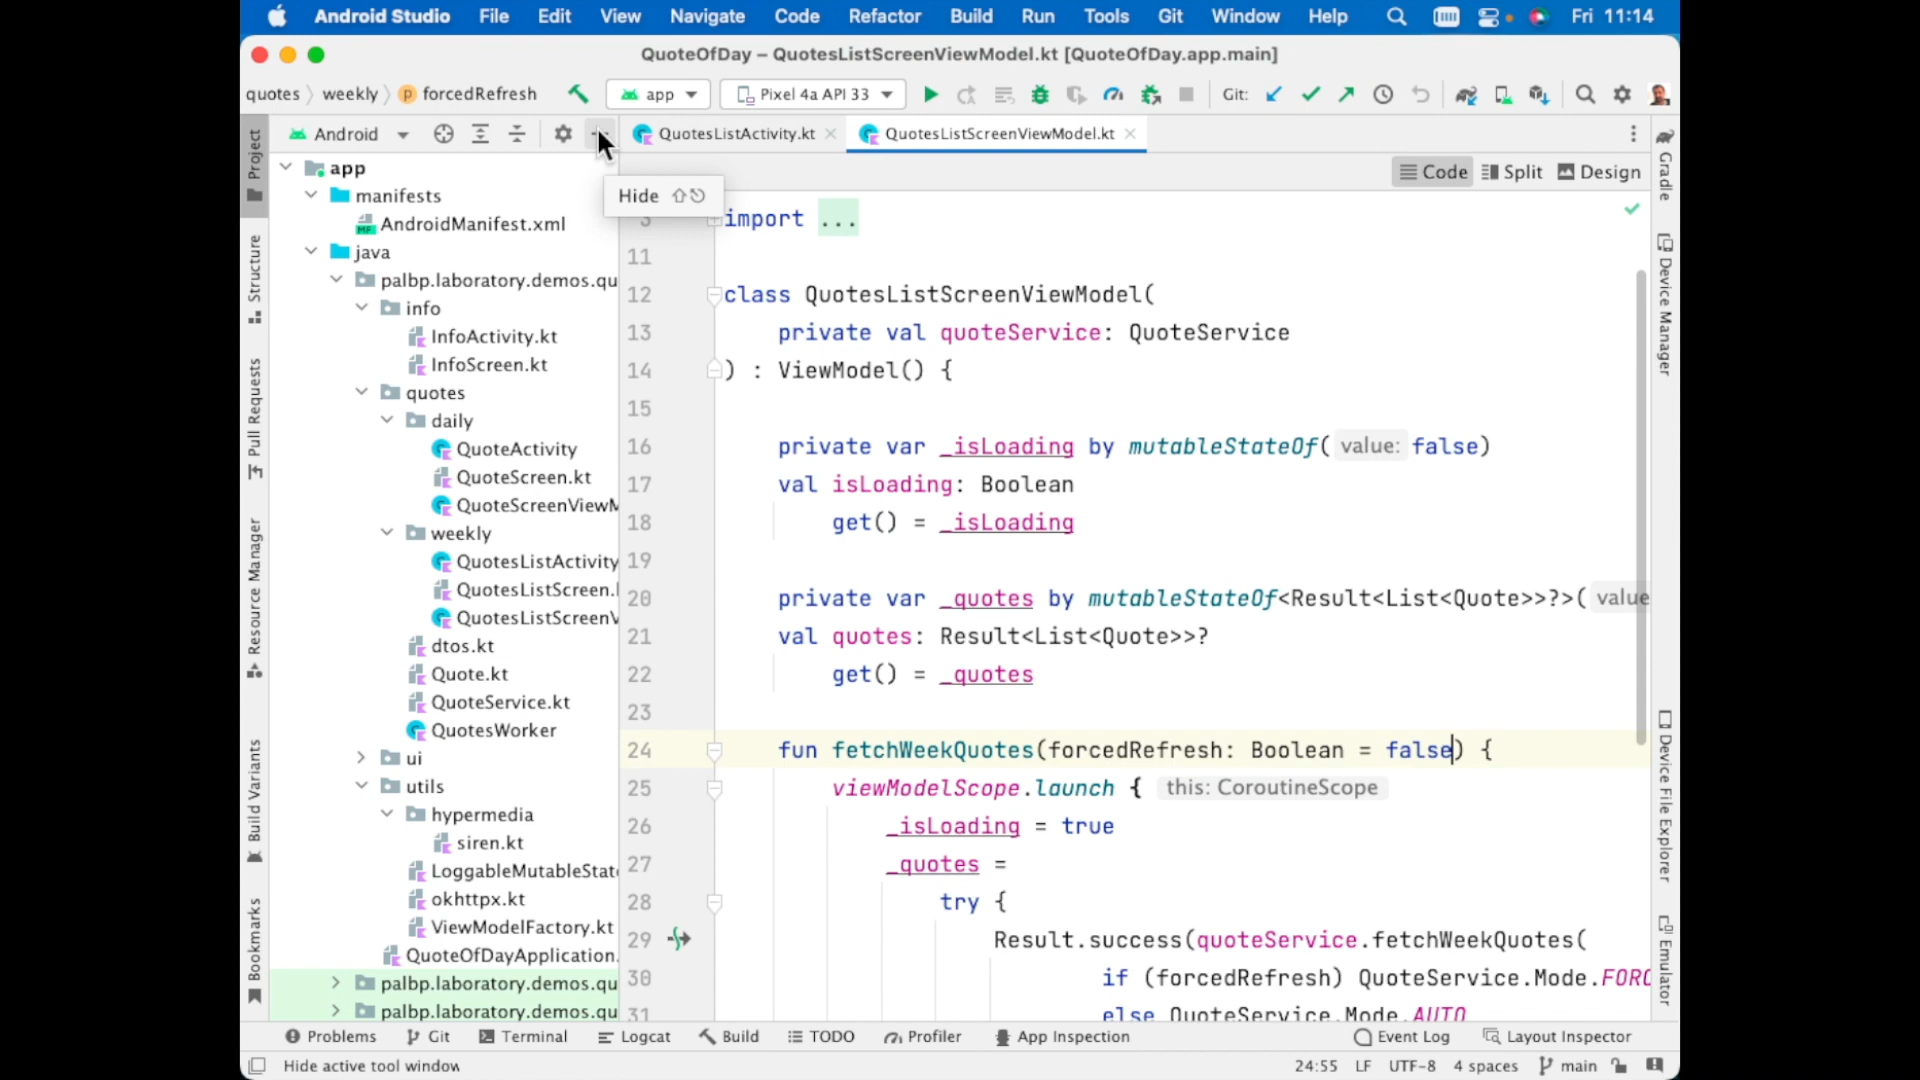 Android Studio File Edit View Navigate Code Refactor Build Run Tools Git Window Help Fri 11:14
QuoteOfDay – QuotesListScreenViewModel.kt [QuoteOfDay.app.main]
quotes weekly forcedRefresh app Pixel 4a API 33 Git:
Android QuotesListActivity.kt QuotesListScreenViewModel.kt
Code Split Design
Hide
Project
Structure
Pull Requests
Resource Manager
Build Variants
Bookmarks
app
manifests
AndroidManifest.xml
java
palbp.laboratory.demos.qu
info
InfoActivity.kt
InfoScreen.kt
quotes
daily
QuoteActivity
QuoteScreen.kt
QuoteScreenViewM
weekly
QuotesListActivity
QuotesListScreen.
QuotesListScreenV
dtos.kt
Quote.kt
QuoteService.kt
QuotesWorker
ui
utils
hypermedia
siren.kt
LoggableMutableStat
okhttpx.kt
ViewModelFactory.kt
QuoteOfDayApplication.
palbp.laboratory.demos.qu
palbp.laboratory.demos.qu
3 import ...
11
12 class QuotesListScreenViewModel(
13 private val quoteService: QuoteService
14 ) : ViewModel() {
15
16 private var _isLoading by mutableStateOf( value: false)
17 val isLoading: Boolean
18 get() = _isLoading
19
20 private var _quotes by mutableStateOf<Result<List<Quote>>?>( value
21 val quotes: Result<List<Quote>>?
22 get() = _quotes
23
24 fun fetchWeekQuotes(forcedRefresh: Boolean = false) {
25 viewModelScope.launch { this: CoroutineScope
26 _isLoading = true
27 _quotes =
28 try {
29 Result.success(quoteService.fetchWeekQuotes(
30 if (forcedRefresh) QuoteService.Mode.FORC
31 else QuoteService.Mode.AUTO
Gradle
Device Manager
Device File Explorer
Emulator
Problems Git Terminal Logcat Build TODO Profiler App Inspection Event Log Layout Inspector
Hide active tool window 24:55 LF UTF-8 4 spaces main